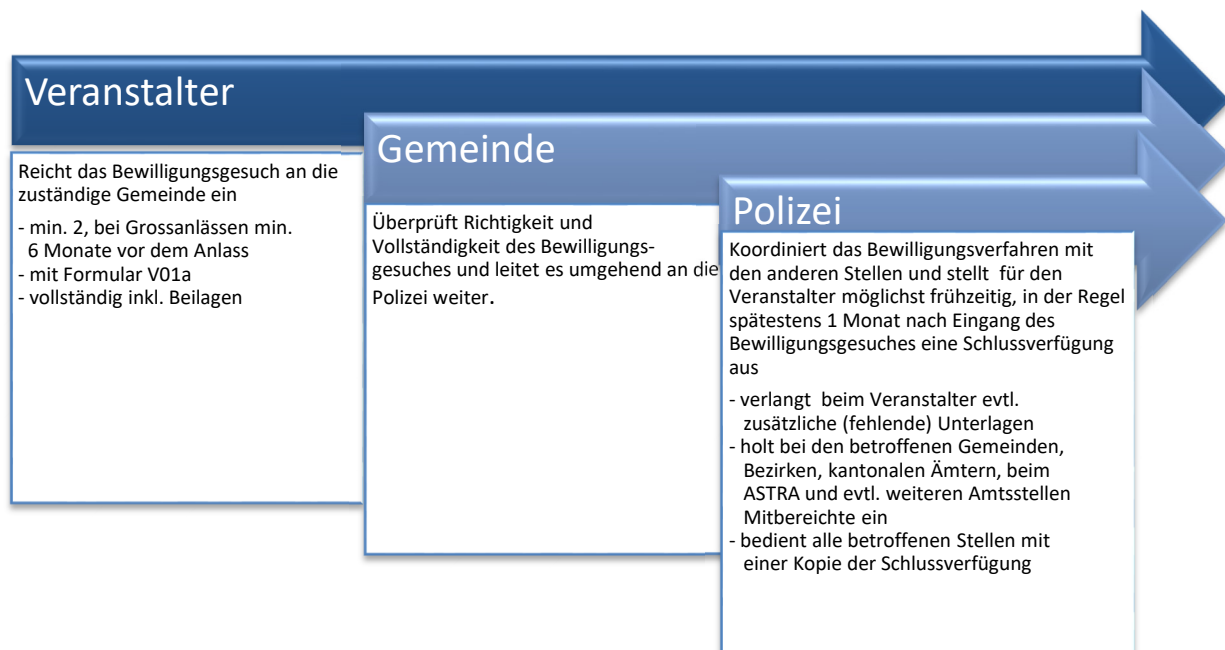 Veranstalter
Reicht das Bewilligungsgesuch an die
zuständige Gemeinde ein
- min. 2, bei Grossanlässen min.
6 Monate vor dem Anlass
- mit Formular V01a
- vollständig inkl. Beilagen
Gemeinde
Überprüft Richtigkeit und
Vollständigkeit des Bewilligungs-
gesuches und leitet es umgehend an die
Polizei weiter.
Polizei
Koordiniert das Bewilligungsverfahren mit
den anderen Stellen und stellt für den
Veranstalter möglichst frühzeitig, in der Regel
spätestens 1 Monat nach Eingang des
Bewilligungsgesuches eine Schlussverfügung
aus
- verlangt beim Veranstalter evtl.
zusätzliche (fehlende) Unterlagen
- holt bei den betroffenen Gemeinden,
Bezirken, kantonalen Ämtern, beim
ASTRA und evtl. weiteren Amtsstellen
Mitbereichte ein
- bedient alle betroffenen Stellen mit
einer Kopie der Schlussverfügung